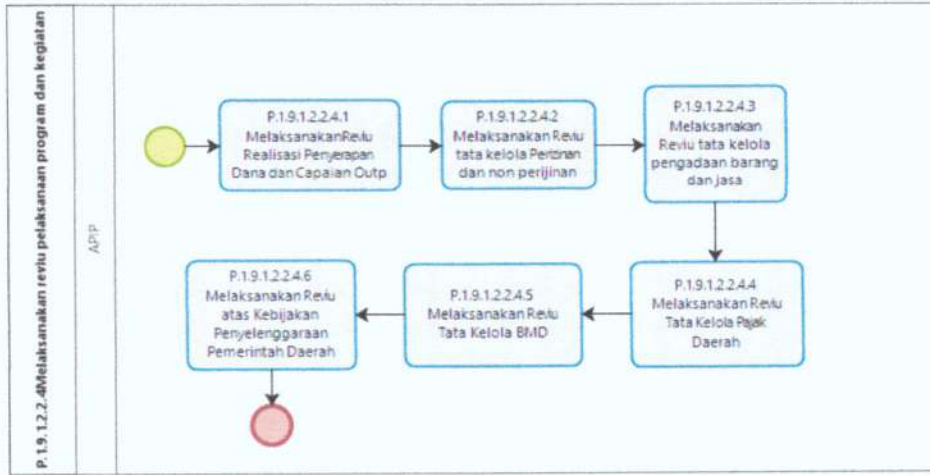 P.1.9.1.2.2.4Melaksanakan reviu pelaksanaan program dan kegiatan
APIP
P.1.9.1.2.2.4.1
MelaksanakanReviu
Realisasi Penyerapan
Dana dan Capaian Outp
P.1.9.1.2.2.4.2
Melaksanakan Reviu
tata kelola Perizinan
dan non perijinan
P.1.9.1.2.2.4.3
Melaksanakan
Reviu tata kelola
pengadaan barang
dan jasa
P.1.9.1.2.2.4.4
Melaksanakan Reviu
Tata Kelola Pajak
Daerah
P.1.9.1.2.2.4.5
Melaksanakan Reviu
Tata Kelola BMD
P.1.9.1.2.2.4.6
Melaksanakan Reviu
atas Kebijakan
Penyelenggaraan
Pemerintah Daerah